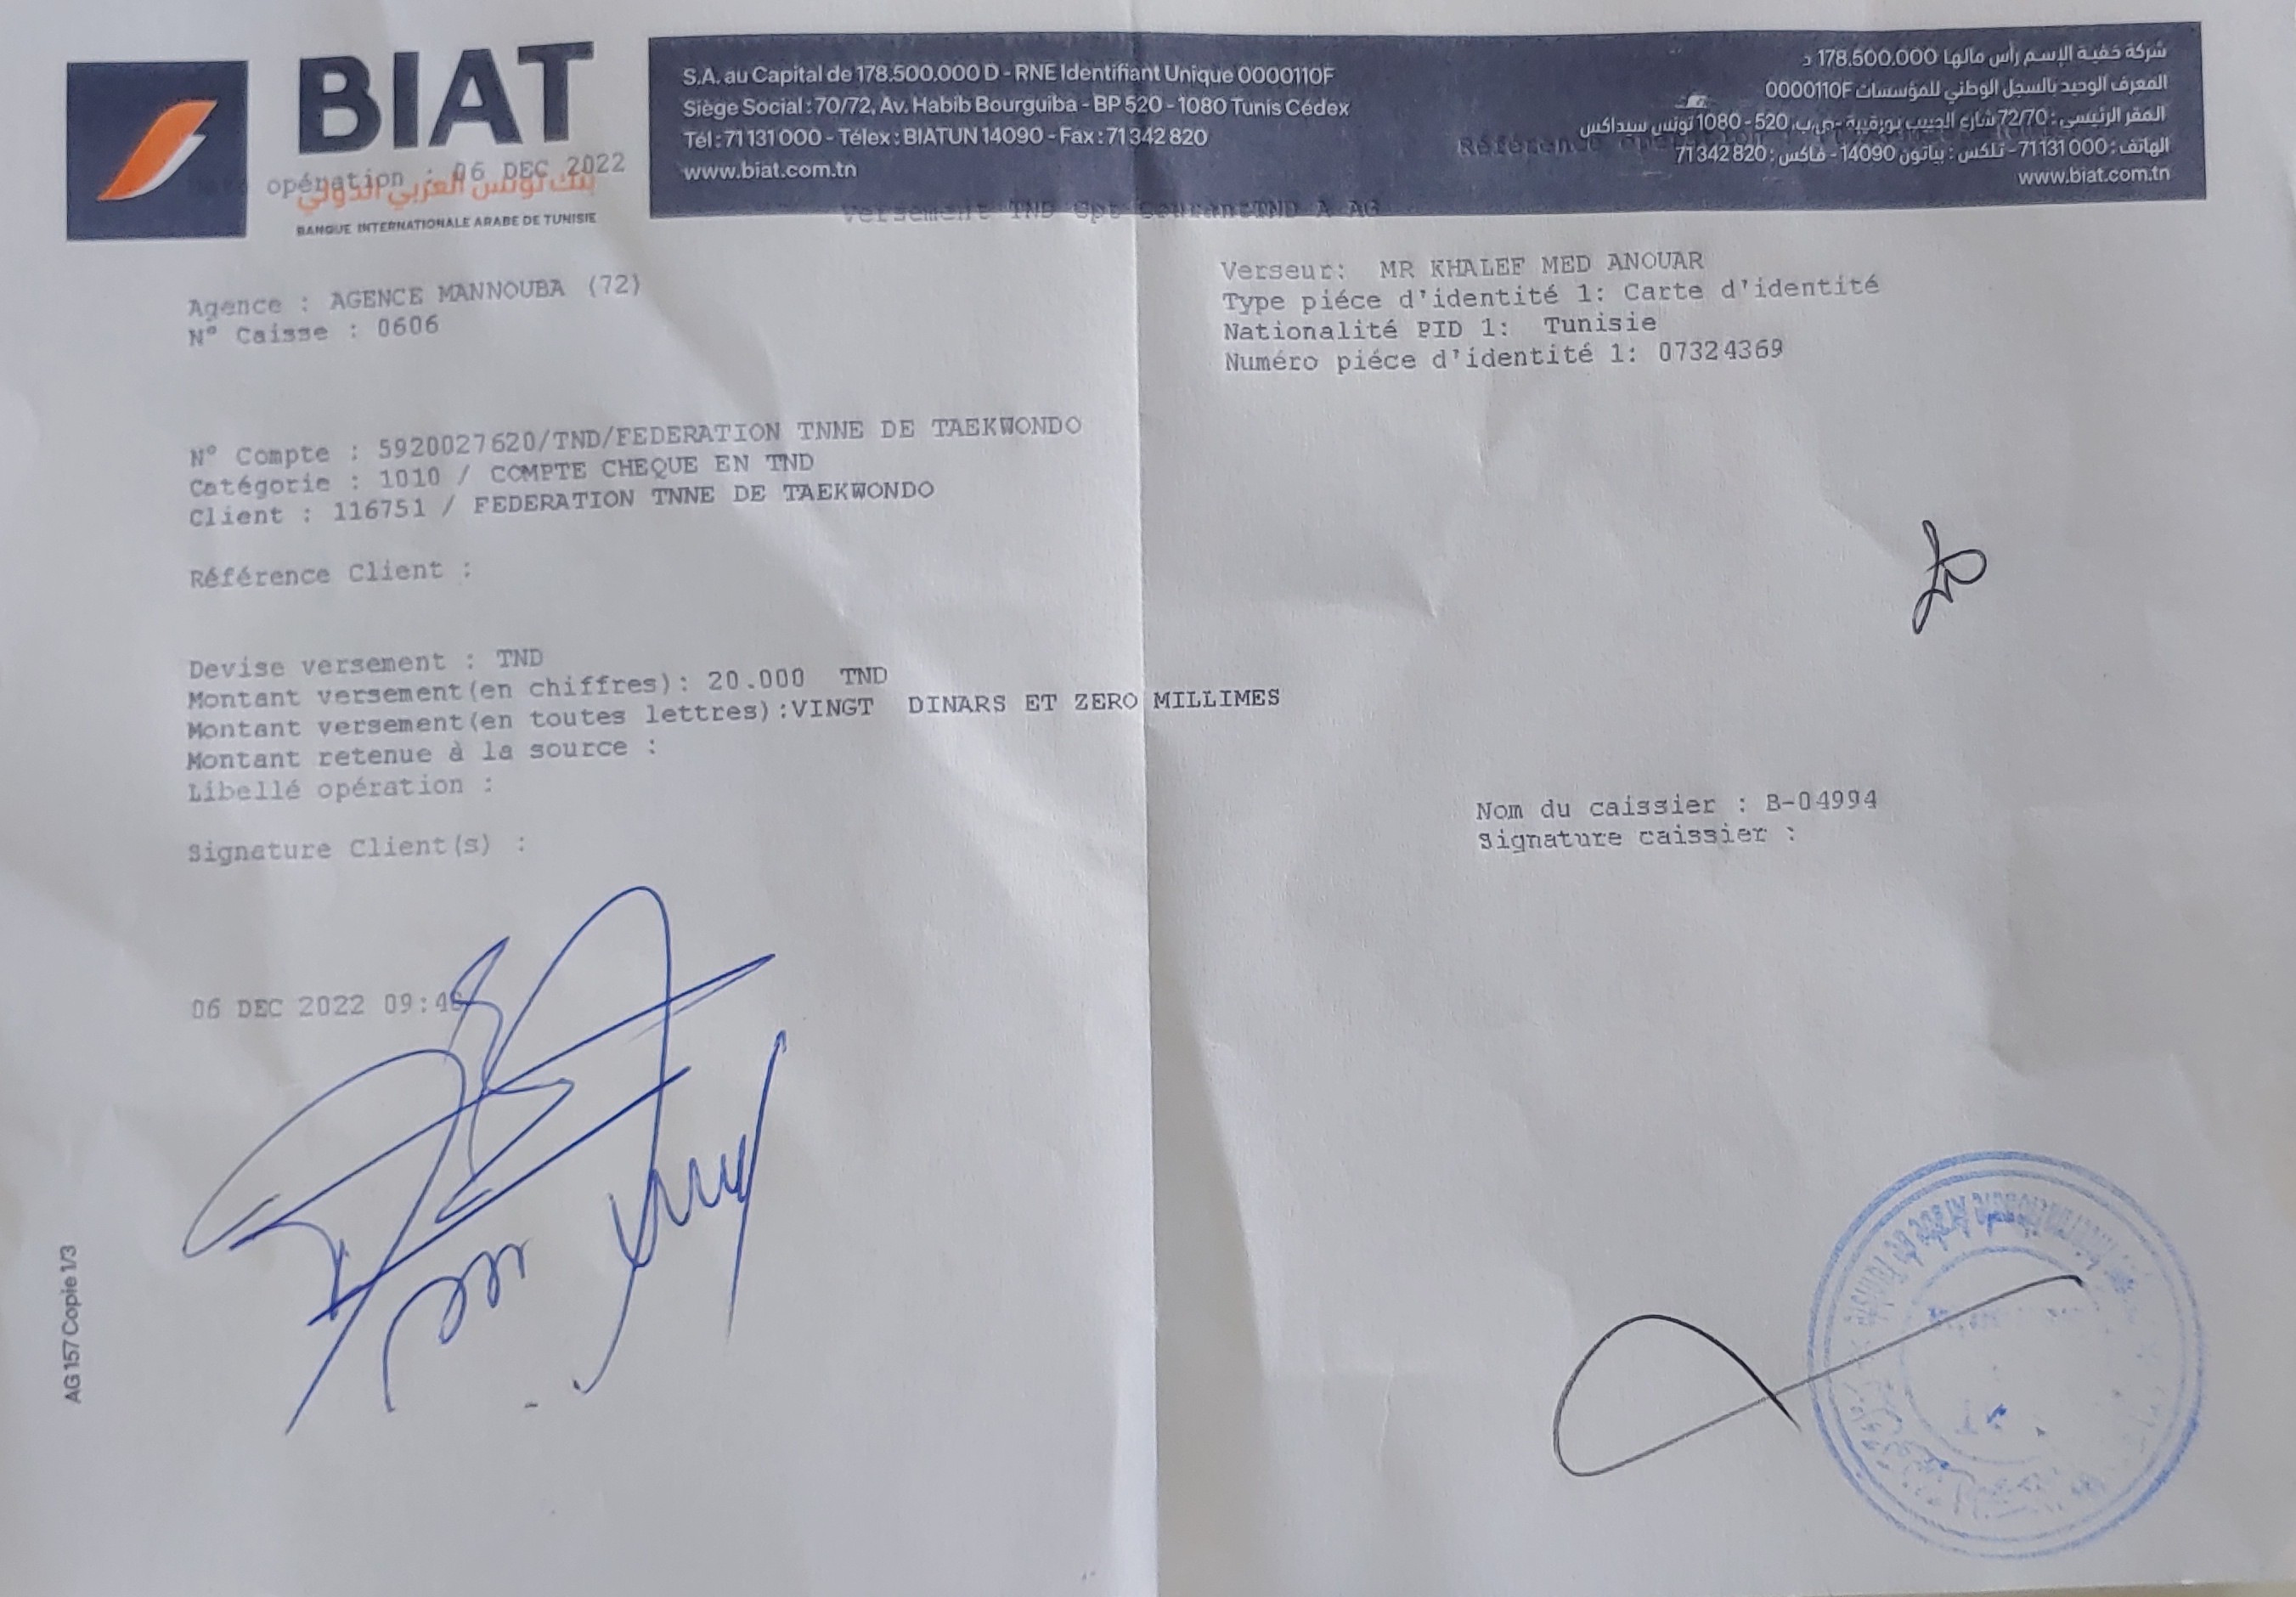 BIAT
بنك تونس العربي الدولي
BANQUE INTERNATIONALE ARABE DE TUNISIE
opération : 06 DEC 2022
S.A. au Capital de 178.500.000 D - RNE Identifiant Unique 0000110F
Siège Social : 70/72, Av. Habib Bourguiba - BP 520 - 1080 Tunis Cédex
Tél : 71 131 000 - Télex : BIATUN 14090 - Fax : 71 342 820
www.biat.com.tn
شركة خفية الإسم رأس مالها 178.500.000 د
المعرف الوحيد بالسجل الوطني للمؤسسات 0000110F
المقر الرئيسي : 72/70 شارع الحبيب بورقيبة -ص.ب. 520 - 1080 تونس سيداكس
الهاتف : 71131 000 - تلكس : بياتون 14090 - فاكس : 71 342 820
www.biat.com.tn
Référence
Versement TND Cpt CourantTND A AG
Agence : AGENCE MANNOUBA (72)
N° Caisse : 0606
Verseur: MR KHALEF MED ANOUAR
Type piéce d'identité 1: Carte d'identité
Nationalité PID 1: Tunisie
Numéro piéce d'identité 1: 07324369
N° Compte : 5920027620/TND/FEDERATION TNNE DE TAEKWONDO
Catégorie : 1010 / COMPTE CHEQUE EN TND
Client : 116751 / FEDERATION TNNE DE TAEKWONDO
Référence Client :
Devise versement : TND
Montant versement(en chiffres): 20.000 TND
Montant versement(en toutes lettres):VINGT DINARS ET ZERO MILLIMES
Montant retenue à la source :
Libellé opération :
Nom du caissier : B-04994
Signature caissier :
Signature Client(s) :
06 DEC 2022 09:46
AG 157 Copie 1/3